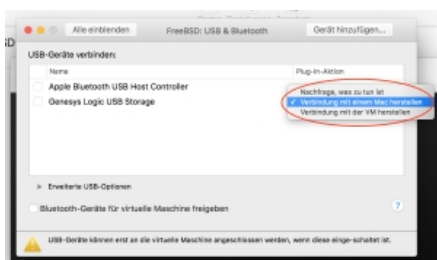 Alle einblenden
FreeBSD: USB & Bluetooth
Gerät hinzufügen...
USB-Geräte verbinden:
Name
Plug-In-Aktion
Apple Bluetooth USB Host Controller
Genesys Logic USB Storage
Nachfrage, was zu tun ist
✓ Verbindung mit einem Mac herstellen
Verbindung mit der VM herstellen
Erweiterte USB-Optionen
Bluetooth-Geräte für virtuelle Maschine freigeben
?
USB-Geräte können erst an die virtuelle Maschine angeschlossen werden, wenn diese einge-schaltet ist.